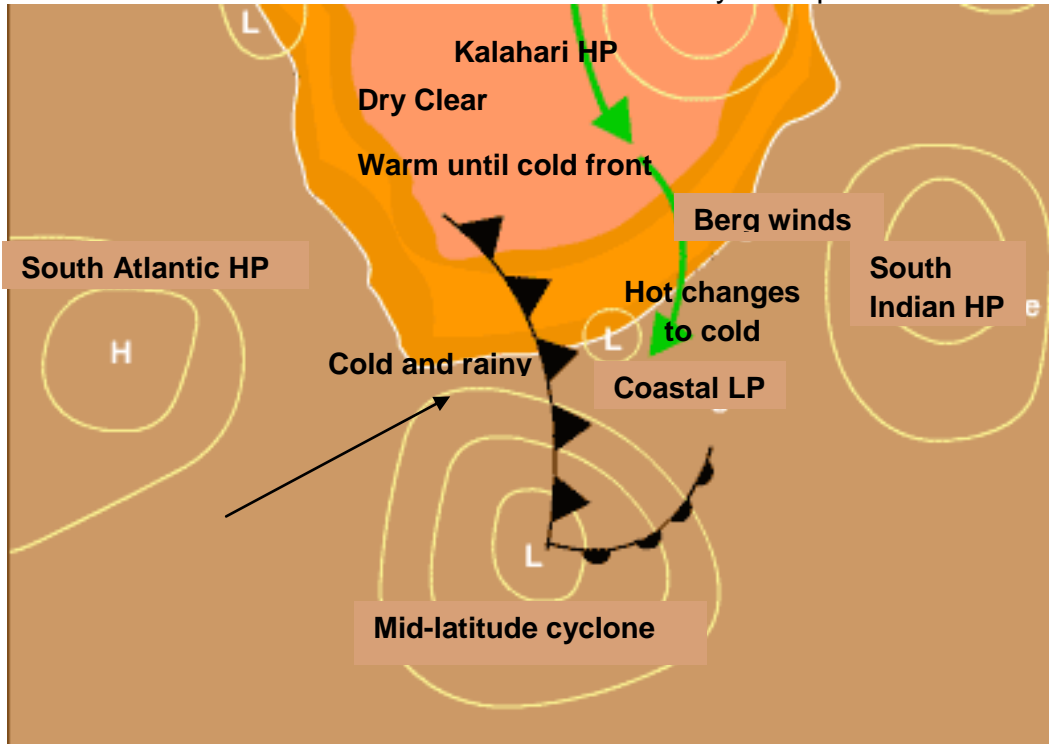 L
Kalahari HP
Dry Clear
Warm until cold front
Berg winds
South Atlantic HP
South
Indian HP
Hot changes
to cold
H
L
Cold and rainy
Coastal LP
L
Mid-latitude cyclone